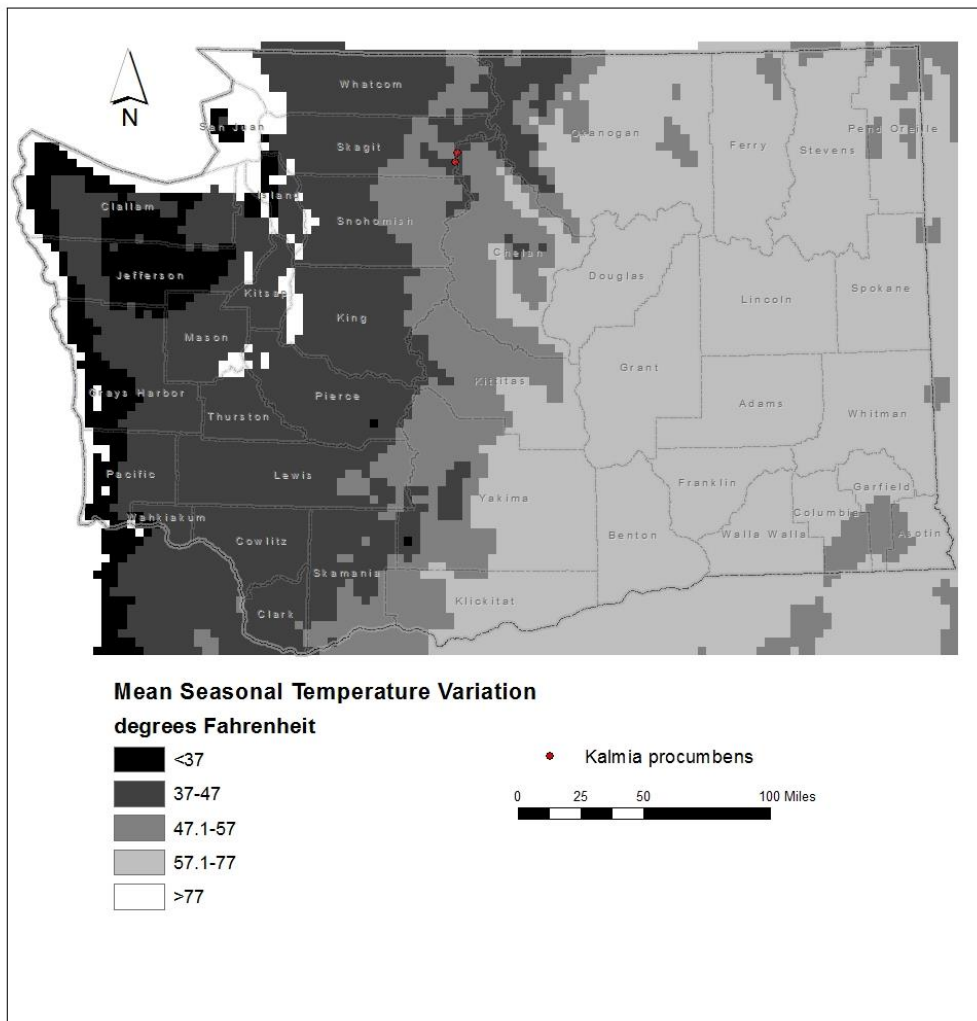 N
Whatcom
San Juan
Skagit
Okanogan
Ferry
Stevens
Pend Oreille
Island
Clallam
Snohomish
Chelan
Jefferson
Douglas
Kitsap
Lincoln
Spokane
King
Mason
Grant
Kittitas
Pierce
Grays Harbor
Adams
Whitman
Thurston
Pacific
Lewis
Yakima
Franklin
Garfield
Wahkiakum
Columbia
Cowlitz
Benton
Walla Walla
Asotin
Skamania
Clark
Klickitat
Mean Seasonal Temperature Variation
degrees Fahrenheit
<37
37-47
47.1-57
57.1-77
>77
Kalmia procumbens
0 25 50 100 Miles